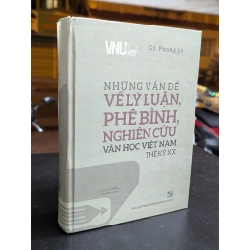 VNU
GS. Phong Lê
NHỮNG VẤN ĐỀ
VỀ LÝ LUẬN,
PHÊ BÌNH,
NGHIÊN CỨU
VĂN HỌC VIỆT NAM
THẾ KỶ XX